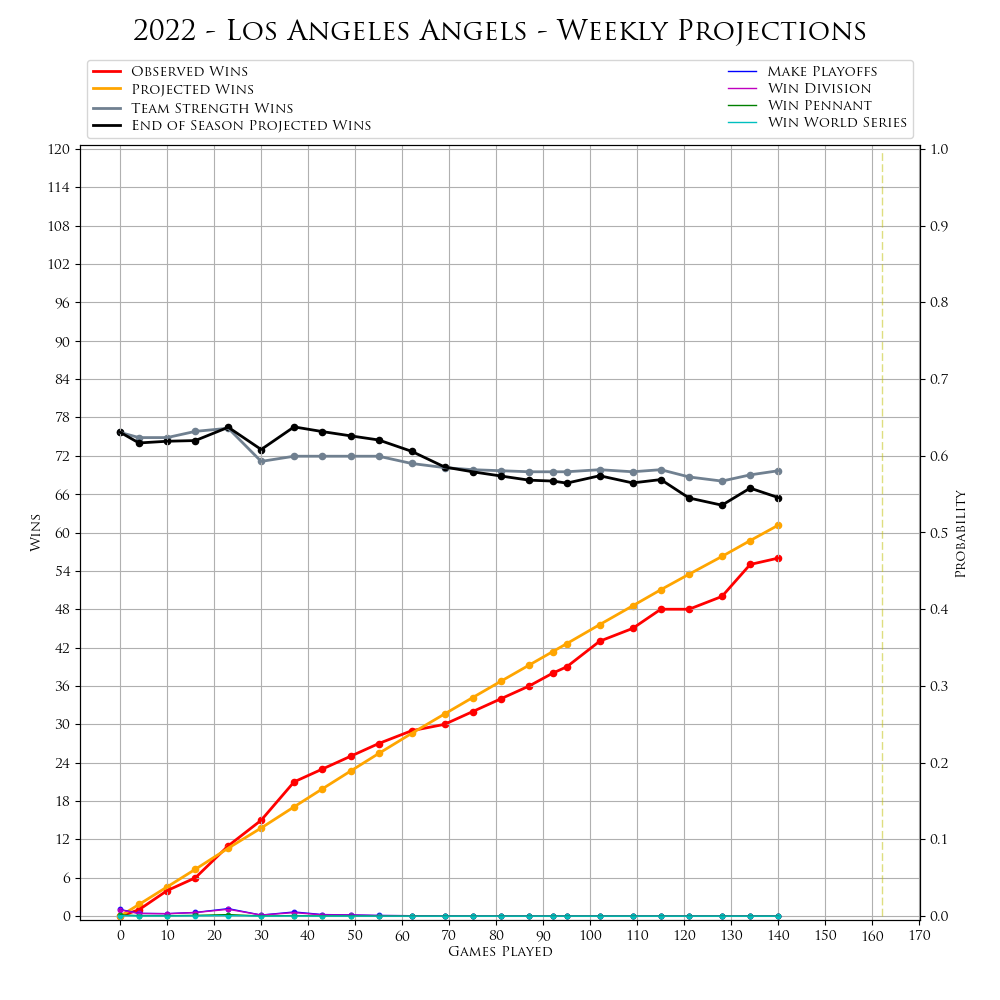 2022 - Los Angeles Angels - Weekly Projections
Observed Wins
Projected Wins
Team Strength Wins
End of Season Projected Wins
Make Playoffs
Win Division
Win Pennant
Win World Series
120
114
108
102
96
90
84
78
72
66
60
54
48
42
36
30
24
18
12
6
0
Wins
1.0
0.9
0.8
0.7
0.6
0.5
0.4
0.3
0.2
0.1
0.0
Probability
0 10 20 30 40 50 60 70 80 90 100 110 120 130 140 150 160 170
Games Played